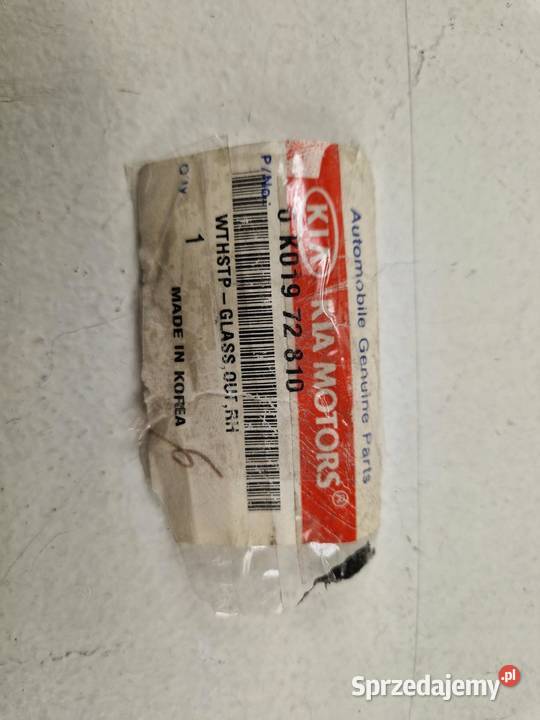 Automobile Genuine Parts
KIA KIA MOTORS®
P/No.: 0 K019 72 810
WTHSTP-GLASS,OUT,RH
Q'ty 1 MADE IN KOREA
6
Sprzedajemy.pl